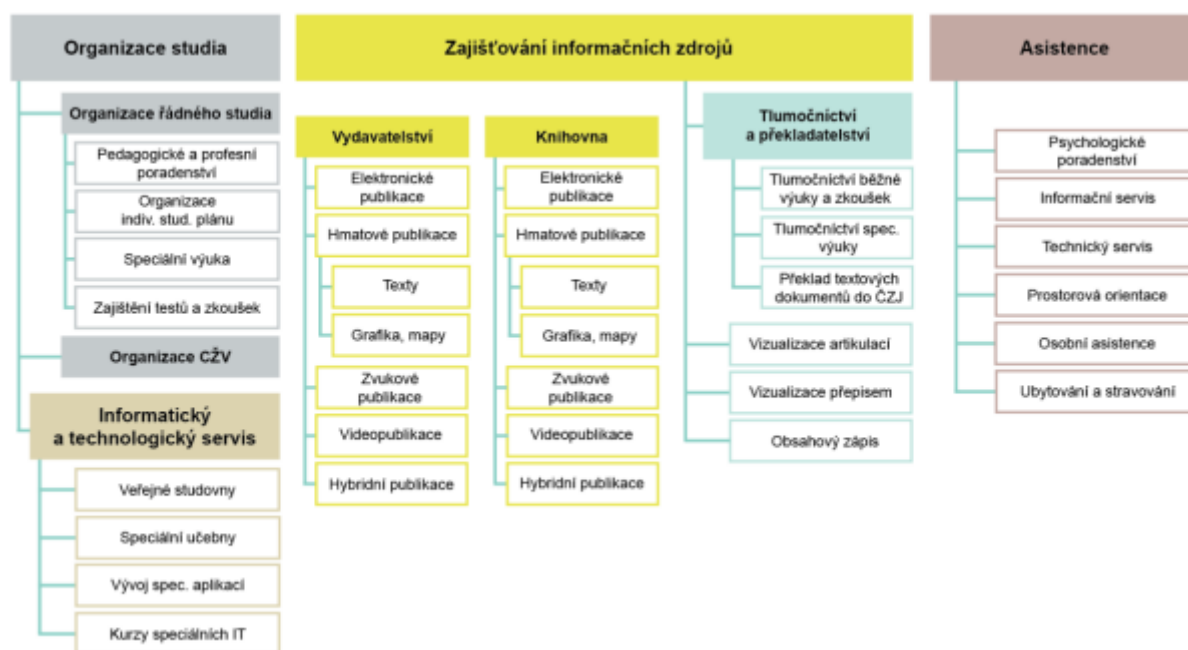 Organizace studia
Organizace řádného studia
Pedagogické a profesní
poradenství
Organizace
indiv. stud. plánu
Speciální výuka
Zajištění testů a zkoušek
Organizace CŽV
Informatický
a technologický servis
Veřejné studovny
Speciální učebny
Vývoj spec. aplikací
Kurzy speciálních IT
Zajišťování informačních zdrojů
Vydavatelství
Elektronické
publikace
Hmatové publikace
Texty
Grafika, mapy
Zvukové
publikace
Videopublikace
Hybridní publikace
Knihovna
Elektronické
publikace
Hmatové publikace
Texty
Grafika, mapy
Zvukové
publikace
Videopublikace
Hybridní publikace
Tlumočnictví
a překladatelství
Tlumočnictví běžné
výuky a zkoušek
Tlumočnictví spec.
výuky
Překlad textových
dokumentů do ČZJ
Vizualizace artikulací
Vizualizace přepisem
Obsahový zápis
Asistence
Psychologické
poradenství
Informační servis
Technický servis
Prostorová orientace
Osobní asistence
Ubytování a stravování